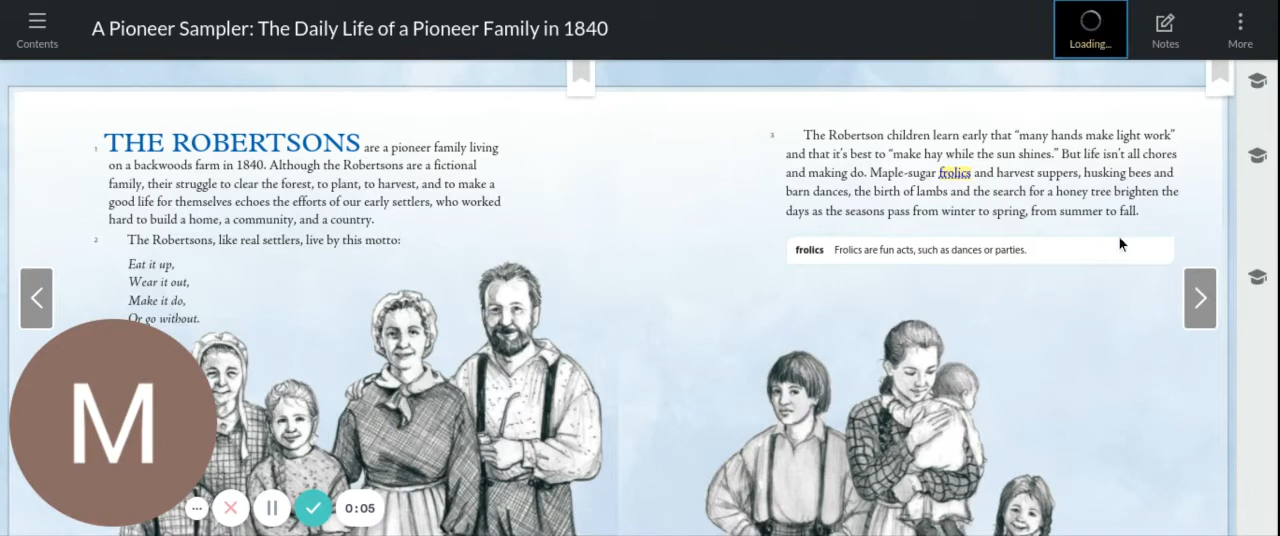 Contents
A Pioneer Sampler: The Daily Life of a Pioneer Family in 1840
Loading...
Notes
More
1 THE ROBERTSONS are a pioneer family living
on a backwoods farm in 1840. Although the Robertsons are a fictional
family, their struggle to clear the forest, to plant, to harvest, and to make a
good life for themselves echoes the efforts of our early settlers, who worked
hard to build a home, a community, and a country.
2 The Robertsons, like real settlers, live by this motto:
Eat it up,
Wear it out,
Make it do,
Or go without.
3 The Robertson children learn early that “many hands make light work”
and that it’s best to “make hay while the sun shines.” But life isn’t all chores
and making do. Maple-sugar frolics and harvest suppers, husking bees and
barn dances, the birth of lambs and the search for a honey tree brighten the
days as the seasons pass from winter to spring, from summer to fall.
frolics Frolics are fun acts, such as dances or parties.
M
0:05